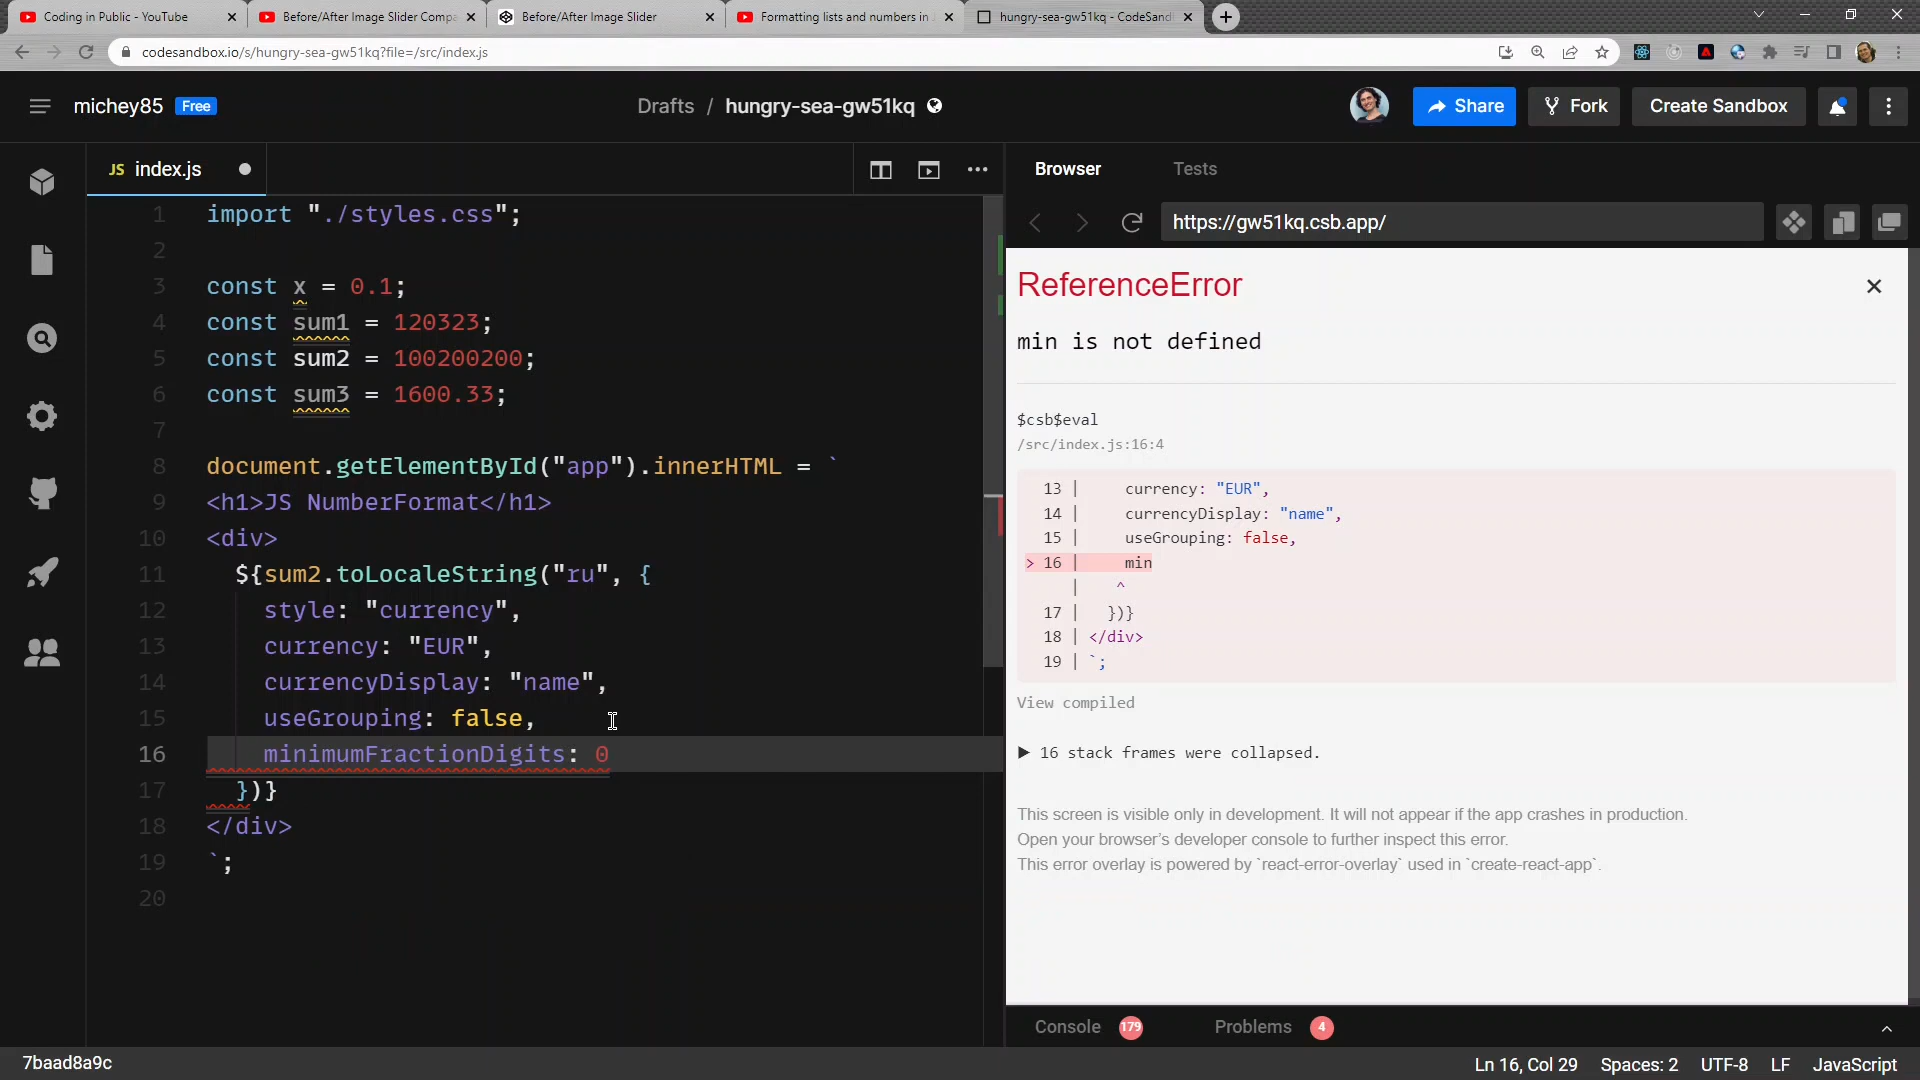 Coding in Public - YouTube
Before/After Image Slider Compa
Before/After Image Slider
Formatting lists and numbers in
hungry-sea-gw51kq - CodeSand
codesandbox.io/s/hungry-sea-gw51kq?file=/src/index.js
michey85 Free
Drafts / hungry-sea-gw51kq
Share
Fork
Create Sandbox
JS index.js
Browser
Tests
https://gw51kq.csb.app/
1 import "./styles.css";
2
3 const x = 0.1;
4 const sum1 = 120323;
5 const sum2 = 100200200;
6 const sum3 = 1600.33;
7
8 document.getElementById("app").innerHTML = `
9 <h1>JS NumberFormat</h1>
10 <div>
11 ${sum2.toLocaleString("ru", {
12 style: "currency",
13 currency: "EUR",
14 currencyDisplay: "name",
15 useGrouping: false,
16 minimumFractionDigits: 0
17 })}
18 </div>
19 `;
20
ReferenceError
min is not defined
$csb$eval
/src/index.js:16:4
13 | currency: "EUR",
14 | currencyDisplay: "name",
15 | useGrouping: false,
> 16 | min
| ^
17 | })}
18 | </div>
19 | `;
View compiled
▶ 16 stack frames were collapsed.
This screen is visible only in development. It will not appear if the app crashes in production.
Open your browser's developer console to further inspect this error.
This error overlay is powered by `react-error-overlay` used in `create-react-app`.
Console 179
Problems 4
7baad8a9c
Ln 16, Col 29
Spaces: 2
UTF-8
LF
JavaScript